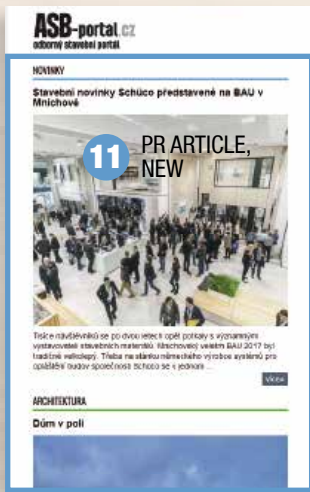 ASB-portal.cz
odborný stavební portál
NOVINKY
Stavební novinky Schüco představené na BAU v
Mnichově
11 PR ARTICLE,
NEW
Tisíce návštěvníků se po dvou letech opět potkaly s významným
vystavovateli stavebních materiálů. Mnichovský veletrh BAU 2017 byl
tradičně velkolepý. Třeba na stánku německého výrobce systémů pro
opláštění budov společnosti Schüco se v jednom ...
více»
ARCHITEKTURA
Dům v poli